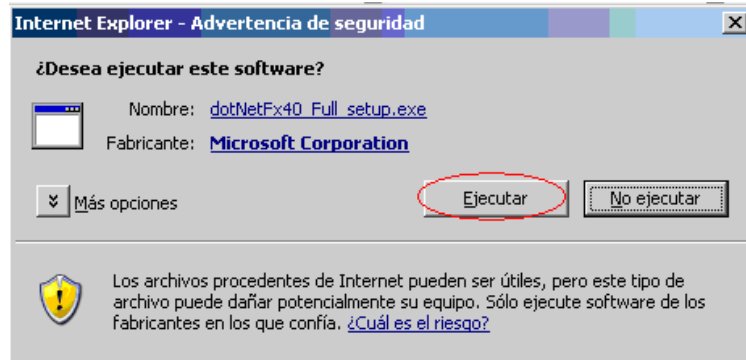 Internet Explorer - Advertencia de seguridad
¿Desea ejecutar este software?
Nombre: dotNetFx40_Full_setup.exe
Fabricante: Microsoft Corporation
Más opciones
Ejecutar
No ejecutar
Los archivos procedentes de Internet pueden ser útiles, pero este tipo de
archivo puede dañar potencialmente su equipo. Sólo ejecute software de los
fabricantes en los que confía. ¿Cuál es el riesgo?